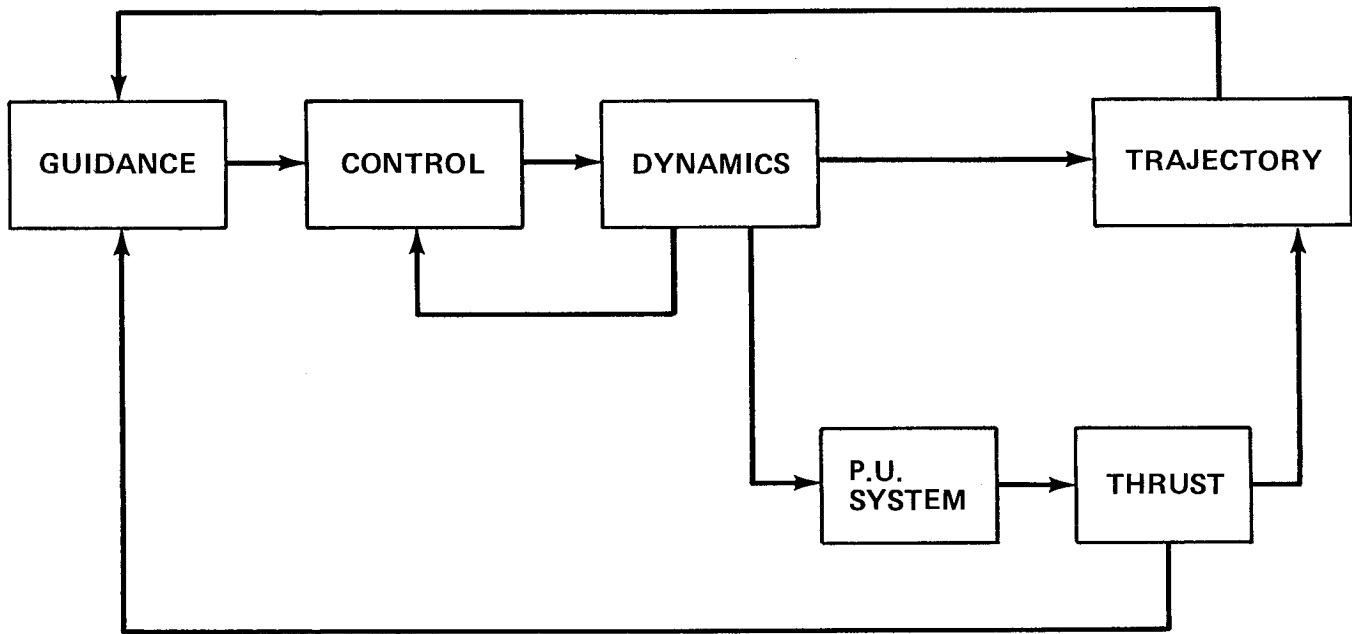 GUIDANCE
CONTROL
DYNAMICS
TRAJECTORY
P.U.
SYSTEM
THRUST